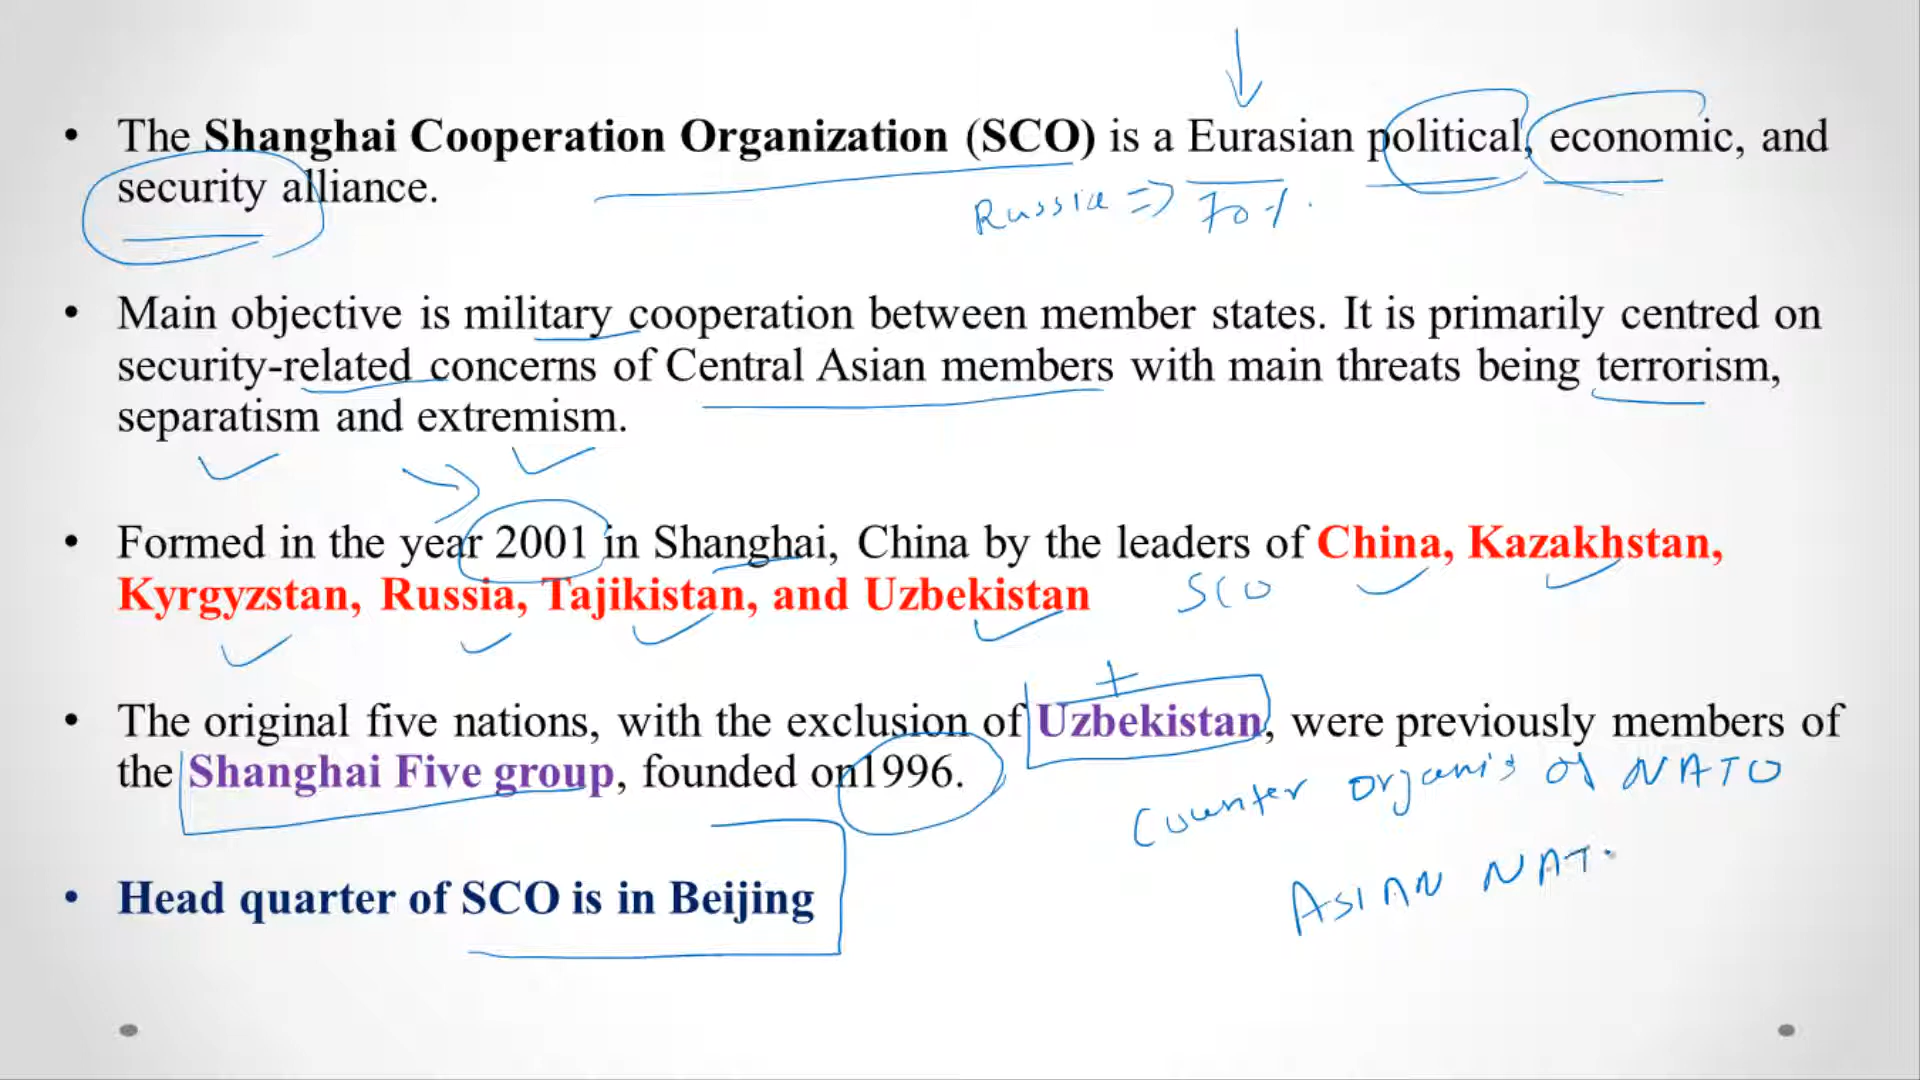 • The Shanghai Cooperation Organization (SCO) is a Eurasian political, economic, and
security alliance.
Russia => 70%.
• Main objective is military cooperation between member states. It is primarily centred on
security-related concerns of Central Asian members with main threats being terrorism,
separatism and extremism.
• Formed in the year 2001 in Shanghai, China by the leaders of China, Kazakhstan,
Kyrgyzstan, Russia, Tajikistan, and Uzbekistan
SCO
+
• The original five nations, with the exclusion of Uzbekistan, were previously members of
the Shanghai Five group, founded on1996.
Counter organis of NATO
ASIAN NAT
• Head quarter of SCO is in Beijing